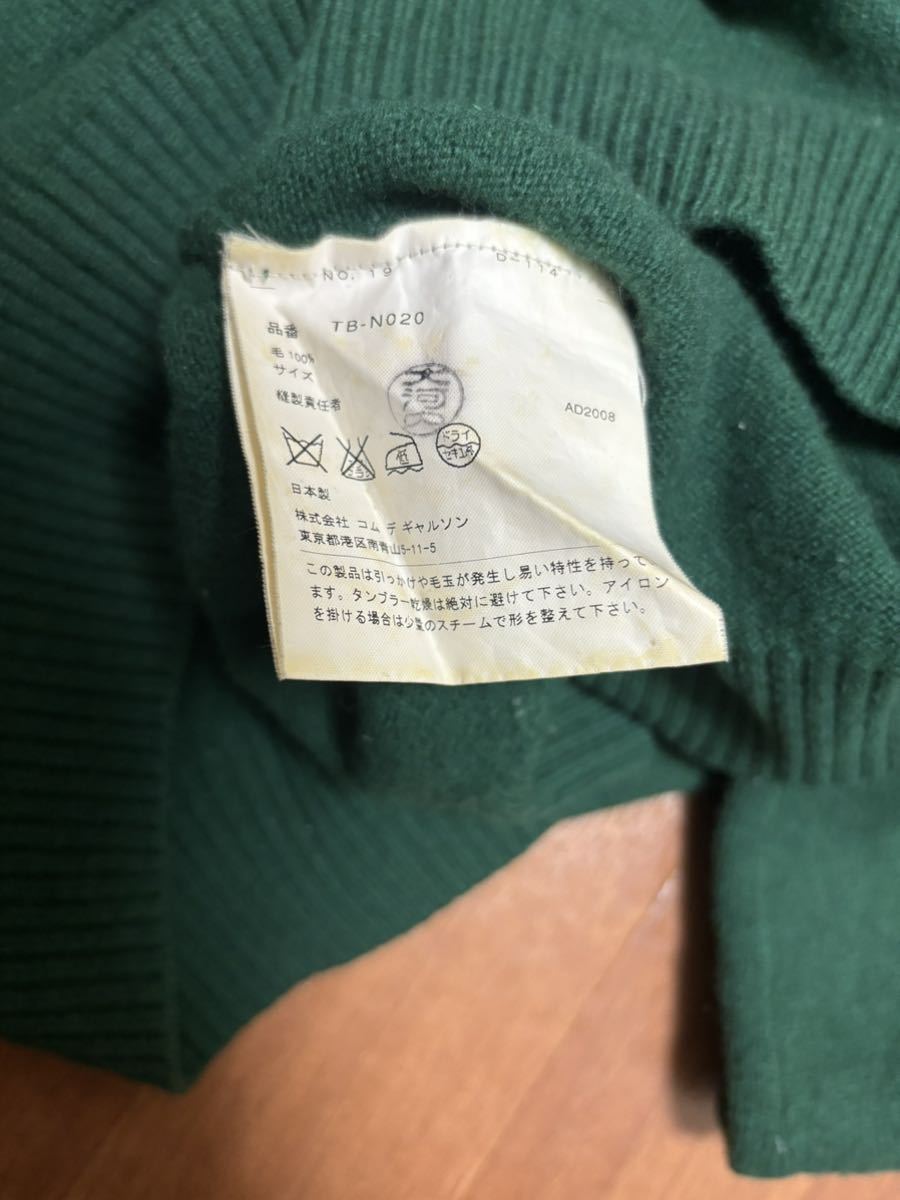 NO. 19 D-114
品番 TB-N020
毛 100%
サイズ
縫製責任者
AD2008
低
ドライ
セキユ系
日本製
株式会社 コム デ ギャルソン
東京都港区南青山5-11-5
この製品は引っかけや毛玉が発生し易い特性を持って
ます。タンブラー乾燥は絶対に避けて下さい。アイロン
を掛ける場合は少量のスチームで形を整えて下さい。